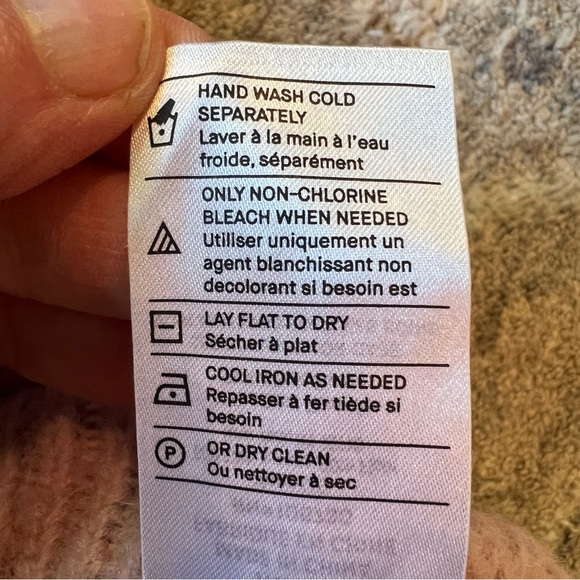 HAND WASH COLD
SEPARATELY
Laver à la main à l'eau
froide, séparément
ONLY NON-CHLORINE
BLEACH WHEN NEEDED
Utiliser uniquement un
agent blanchissant non
decolorant si besoin est
LAY FLAT TO DRY
Sécher à plat
COOL IRON AS NEEDED
Repasser à fer tiède si
besoin
P
OR DRY CLEAN
Ou nettoyer à sec